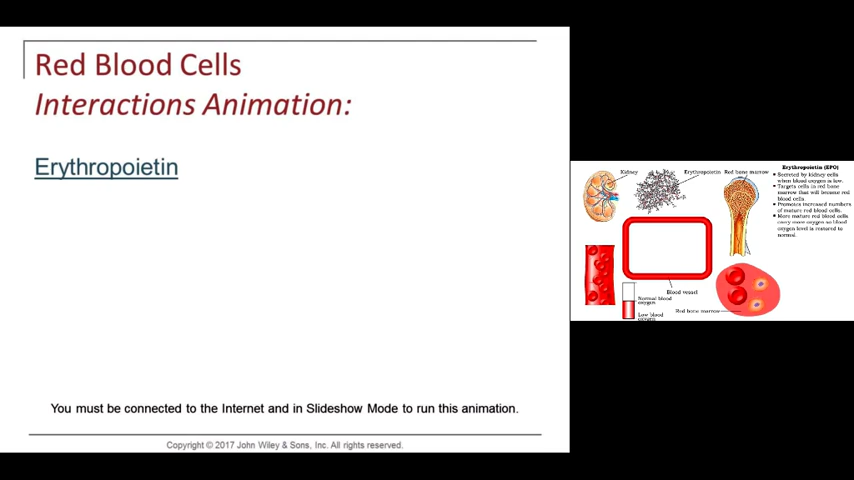 Red Blood Cells
Interactions Animation:
Erythropoietin
You must be connected to the Internet and in Slideshow Mode to run this animation.
Copyright © 2017 John Wiley & Sons, Inc. All rights reserved.
Kidney
Erythropoietin
Red bone marrow
Blood vessel
Normal blood
oxygen
Low blood
oxygen
Red bone marrow
Erythropoietin (EPO)
• Secreted by kidney cells
when blood oxygen is low.
• Targets cells in red bone
marrow that will become red
blood cells.
• Promotes increased numbers
of mature red blood cells.
• More mature red blood cells
carry more oxygen so blood
oxygen level is restored to
normal.